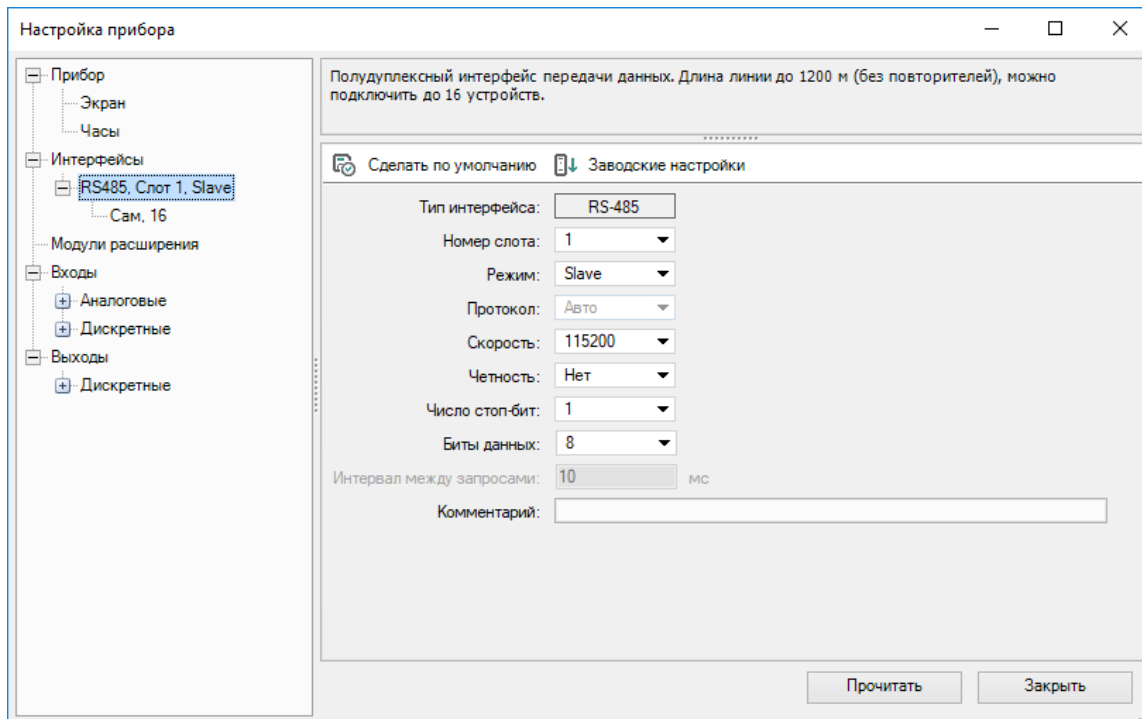 Настройка прибора
Прибор
Экран
Часы
Интерфейсы
RS485, Слот 1, Slave
Сам, 16
Модули расширения
Входы
Аналоговые
Дискретные
Выходы
Дискретные
Полудуплексный интерфейс передачи данных. Длина линии до 1200 м (без повторителей), можно
подключить до 16 устройств.
Сделать по умолчанию Заводские настройки
Тип интерфейса: RS-485
Номер слота: 1
Режим: Slave
Протокол: Авто
Скорость: 115200
Четность: Нет
Число стоп-бит: 1
Биты данных: 8
Интервал между запросами: 10 мс
Комментарий:
Прочитать Закрыть